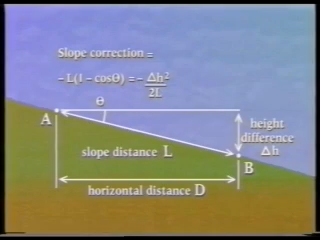 Slope correction =
- L(1 - cosΘ) = - Δh²/2L
Θ
A
height
difference
Δh
slope distance L
B
horizontal distance D